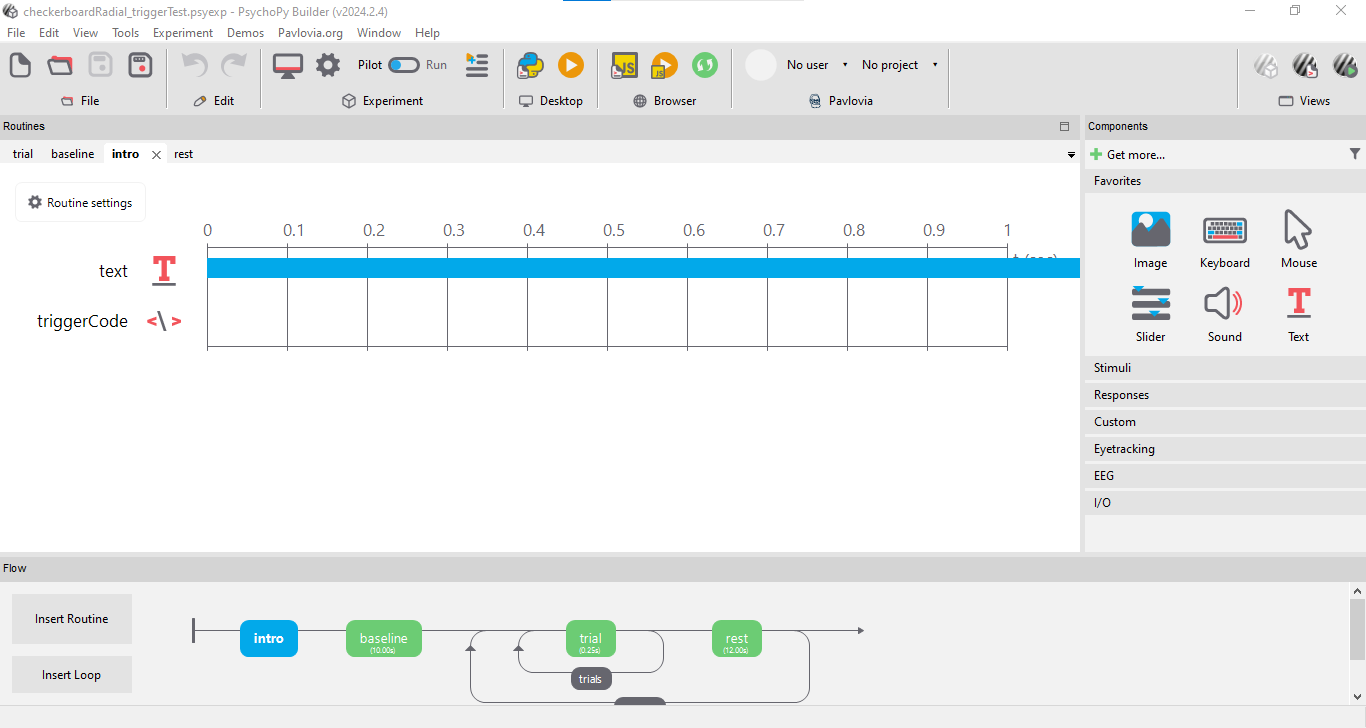 checkerboardRadial_triggerTest.psyexp - PsychoPy Builder (v2024.2.4)
File Edit View Tools Experiment Demos Pavlovia.org Window Help
Pilot Run
No user
No project
File
Edit
Experiment
Desktop
Browser
Pavlovia
Views
JS
JS
Routines
trial baseline intro rest
Routine settings
0 0.1 0.2 0.3 0.4 0.5 0.6 0.7 0.8 0.9 1
text
triggerCode
Components
Get more...
Favorites
Image Keyboard Mouse
Slider Sound Text
Stimuli
Responses
Custom
Eyetracking
EEG
I/O
Flow
Insert Routine
Insert Loop
intro
baseline
(10.00s)
trial
(0.25s)
trials
rest
(12.00s)